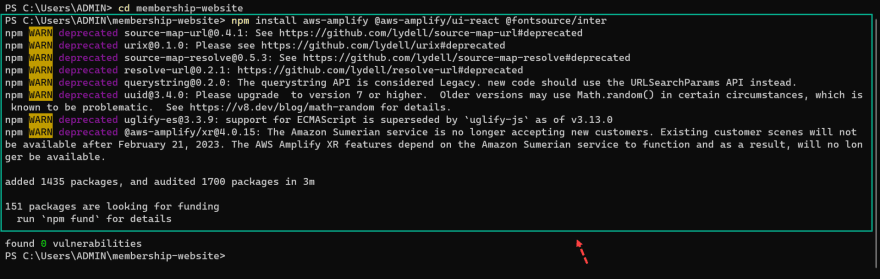 PS C:\Users\ADMIN> cd membership-website
PS C:\Users\ADMIN\membership-website> npm install aws-amplify @aws-amplify/ui-react @fontsource/inter
npm WARN deprecated source-map-url@0.4.1: See https://github.com/lydell/source-map-url#deprecated
npm WARN deprecated urix@0.1.0: Please see https://github.com/lydell/urix#deprecated
npm WARN deprecated source-map-resolve@0.5.3: See https://github.com/lydell/source-map-resolve#deprecated
npm WARN deprecated resolve-url@0.2.1: https://github.com/lydell/resolve-url#deprecated
npm WARN deprecated querystring@0.2.0: The querystring API is considered Legacy. new code should use the URLSearchParams API instead.
npm WARN deprecated uuid@3.4.0: Please upgrade  to version 7 or higher.  Older versions may use Math.random() in certain circumstances, which is
 known to be problematic.  See https://v8.dev/blog/math-random for details.
npm WARN deprecated uglify-es@3.3.9: support for ECMAScript is superseded by `uglify-js` as of v3.13.0
npm WARN deprecated @aws-amplify/xr@4.0.15: The Amazon Sumerian service is no longer accepting new customers. Existing customer scenes will not
be available after February 21, 2023. The AWS Amplify XR features depend on the Amazon Sumerian service to function and as a result, will no lon
ger be available.
added 1435 packages, and audited 1700 packages in 3m
151 packages are looking for funding
  run `npm fund` for details
found 0 vulnerabilities
PS C:\Users\ADMIN\membership-website>